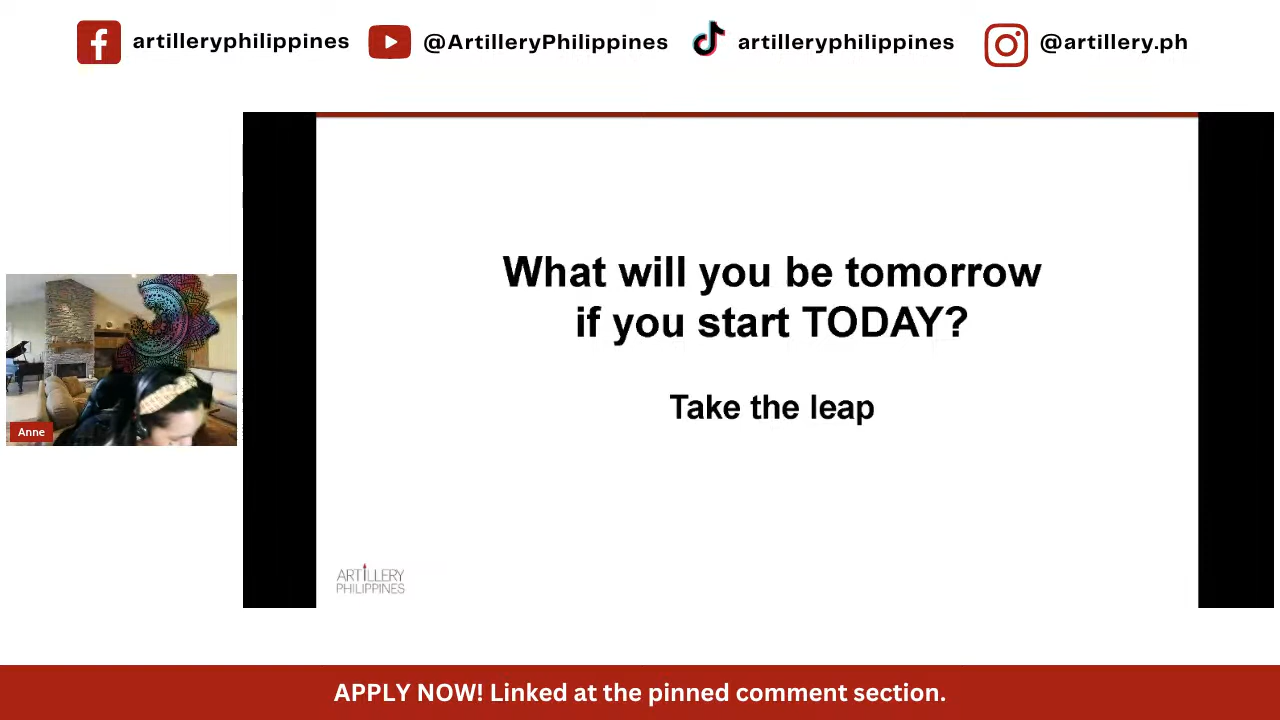 artilleryphilippines @ArtilleryPhilippines artilleryphilippines @artillery.ph
What will you be tomorrow
if you start TODAY?
Take the leap
Anne
ARTILLERY
PHILIPPINES
APPLY NOW! Linked at the pinned comment section.